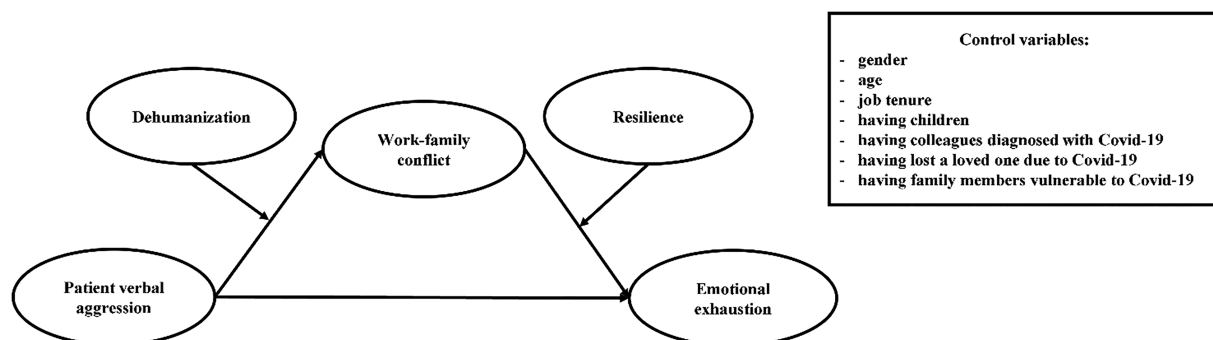 Control variables:
- gender
- age
- job tenure
- having children
- having colleagues diagnosed with Covid-19
- having lost a loved one due to Covid-19
- having family members vulnerable to Covid-19
Dehumanization
Work-family
conflict
Resilience
Patient verbal
aggression
Emotional
exhaustion